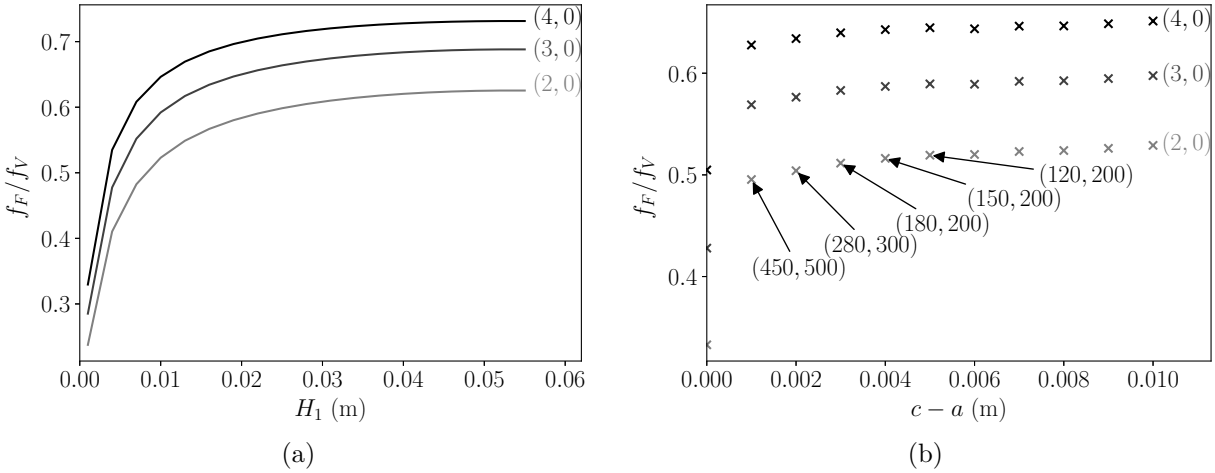 0.7
0.6
0.5
0.4
0.3
f_F/f_V
(4, 0)
(3, 0)
(2, 0)
0.00 0.01 0.02 0.03 0.04 0.05 0.06
H_1 (m)
(a)
0.6
0.5
0.4
f_F/f_V
(4, 0)
(3, 0)
(2, 0)
(120, 200)
(150, 200)
(180, 200)
(280, 300)
(450, 500)
0.000 0.002 0.004 0.006 0.008 0.010
c − a (m)
(b)